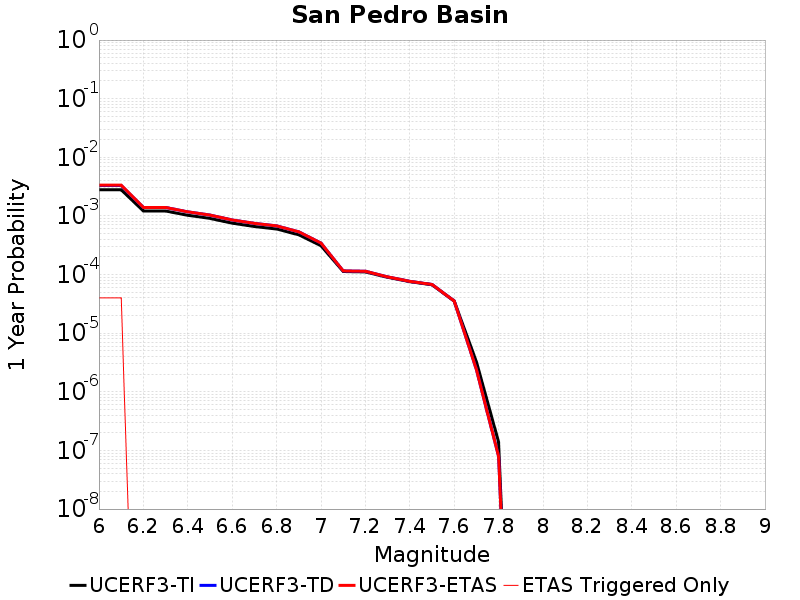 San Pedro Basin
10^0
10^-1
10^-2
10^-3
10^-4
10^-5
10^-6
10^-7
10^-8
1 Year Probability
6 6.2 6.4 6.6 6.8 7 7.2 7.4 7.6 7.8 8 8.2 8.4 8.6 8.8 9
Magnitude
UCERF3-TI UCERF3-TD UCERF3-ETAS ETAS Triggered Only